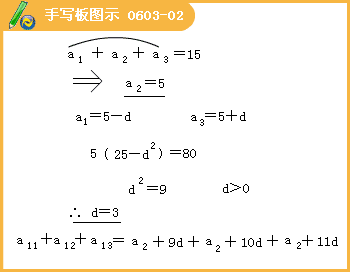 手写板图示 0603-02
a₁ + a₂ + a₃ =15
⇒ a₂=5
a₁=5-d a₃=5+d
5(25-d²)=80
d²=9 d>0
∴ d=3
a₁₁+a₁₂+a₁₃= a₂ +9d+ a₂ +10d+ a₂+11d